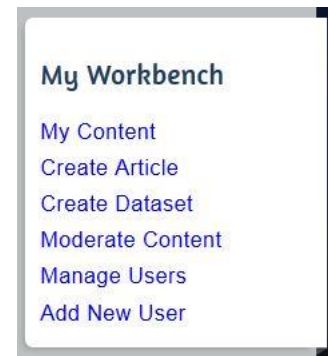 My Workbench
My Content
Create Article
Create Dataset
Moderate Content
Manage Users
Add New User